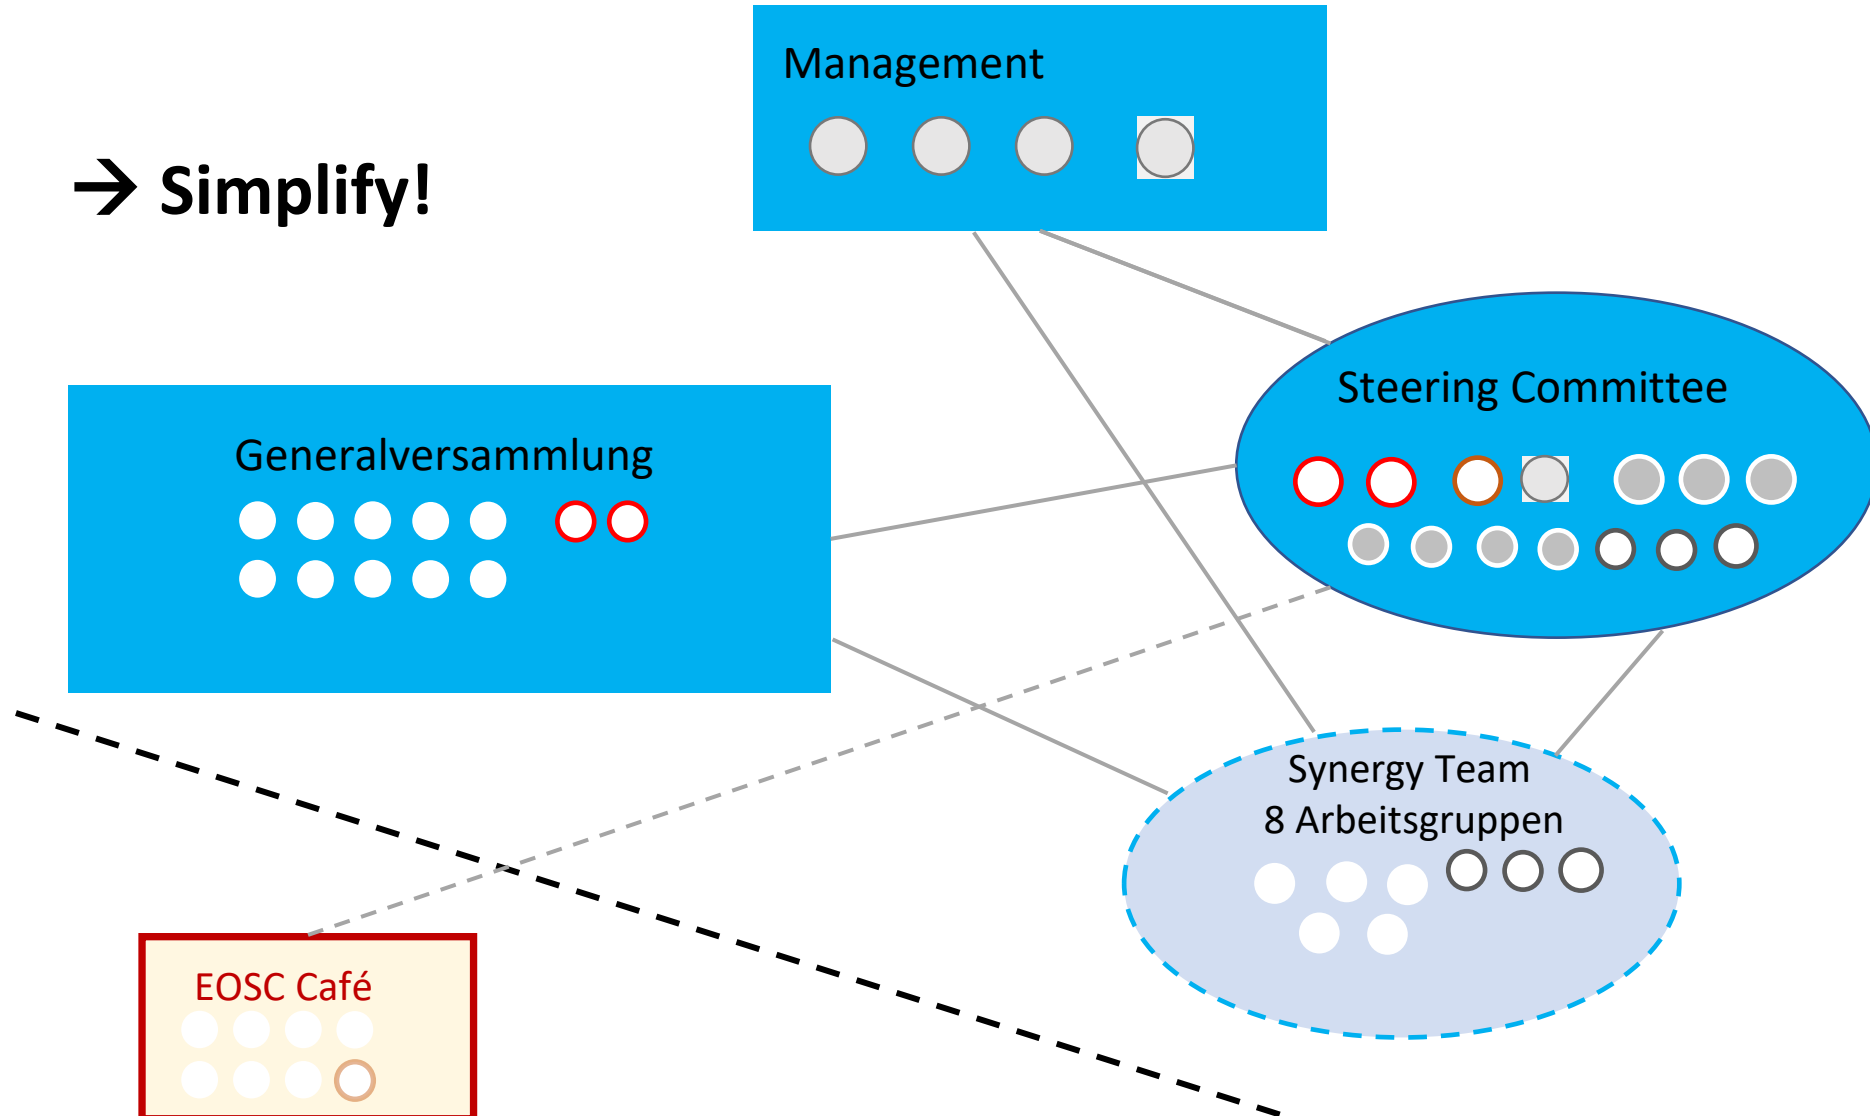 Management
→ Simplify!
Steering Committee
Generalversammlung
Synergy Team
8 Arbeitsgruppen
EOSC Café